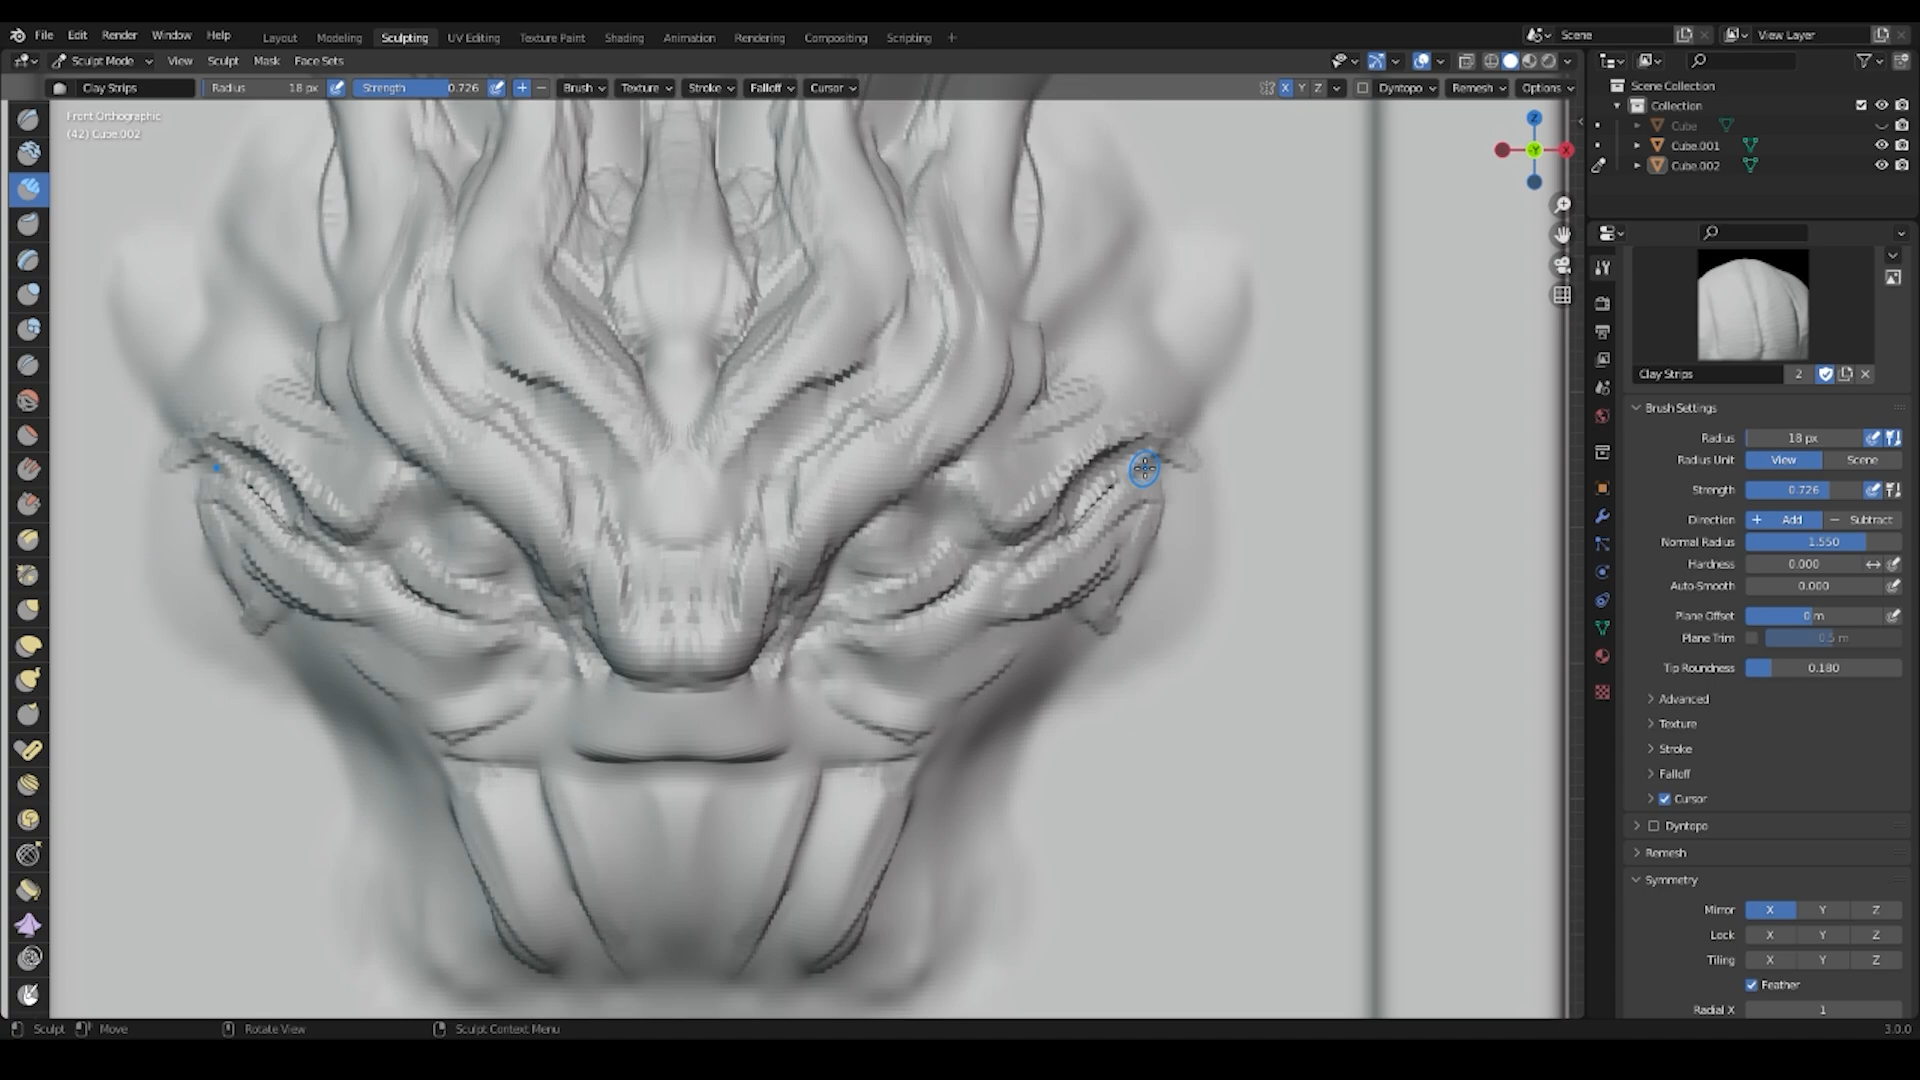 File Edit Render Window Help Layout Modeling Sculpting UV Editing Texture Paint Shading Animation Rendering Compositing Scripting + Scene View Layer
Sculpt Mode View Sculpt Mask Face Sets
Clay Strips Radius 18 px Strength 0.726 + − Brush Texture Stroke Falloff Cursor X Y Z Dyntopo Remesh Options
Front Orthographic
(42) Cube.002
Z
Y
X
Scene Collection
Collection
Cube
Cube.001
Cube.002
Clay Strips 2
Brush Settings
Radius 18 px
Radius Unit View Scene
Strength 0.726
Direction + Add − Subtract
Normal Radius 1.550
Hardness 0.000
Auto-Smooth 0.000
Plane Offset 0 m
Plane Trim 0.5 m
Tip Roundness 0.180
Advanced
Texture
Stroke
Falloff
Cursor
Dyntopo
Remesh
Symmetry
Mirror X Y Z
Lock X Y Z
Tiling X Y Z
Feather
Radial X 1
Sculpt Move Rotate View Sculpt Context Menu 3.0.0